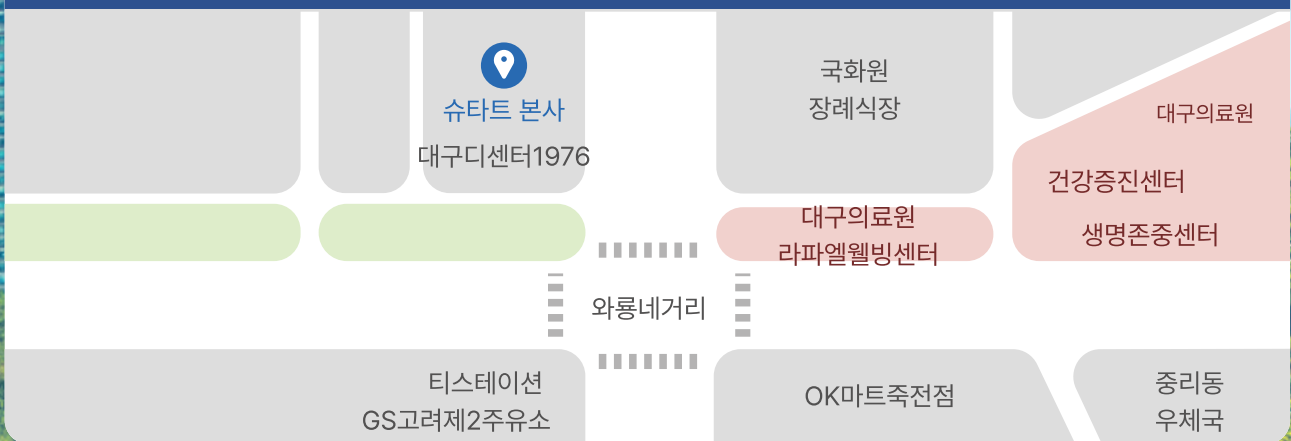 슈타트 본사
대구디센터1976
국화원
장례식장
대구의료원
건강증진센터
생명존중센터
대구의료원
라파엘웰빙센터
와룡네거리
티스테이션
GS고려제2주유소
OK마트죽전점
중리동
우체국